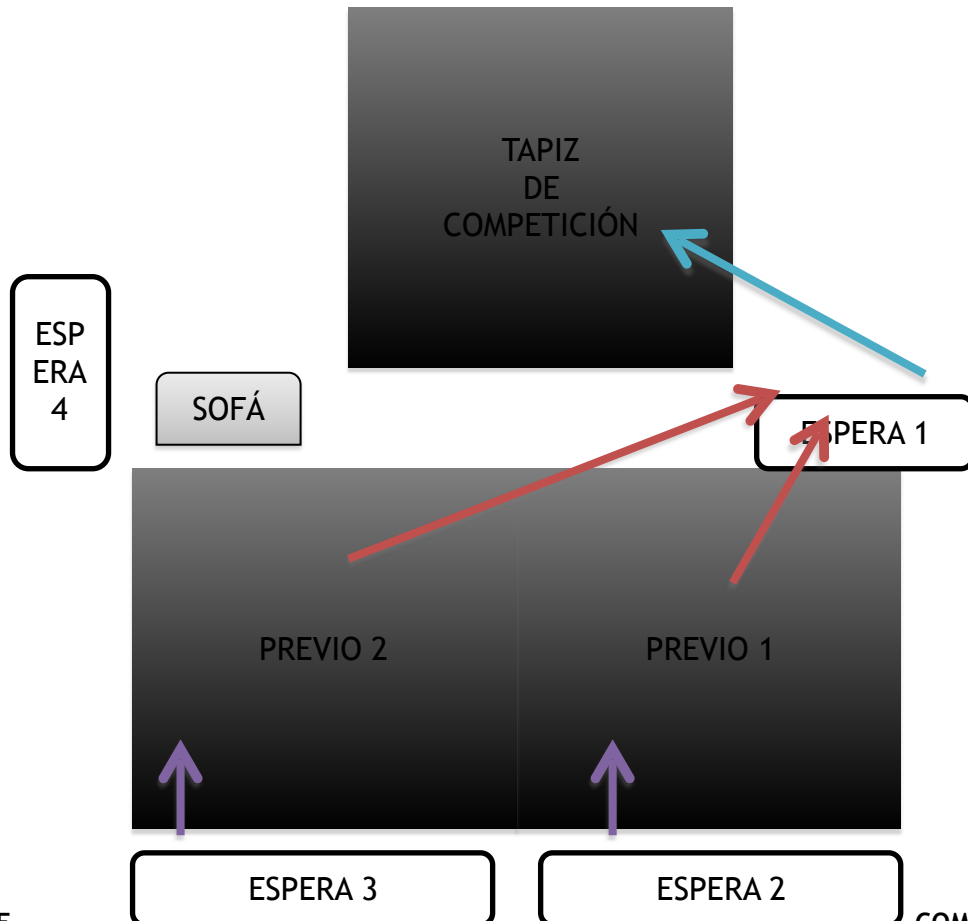 TAPIZ
DE
COMPETICIÓN
ESP
ERA
4
SOFÁ
ESPERA 1
PREVIO 2
PREVIO 1
ESPERA 3
ESPERA 2